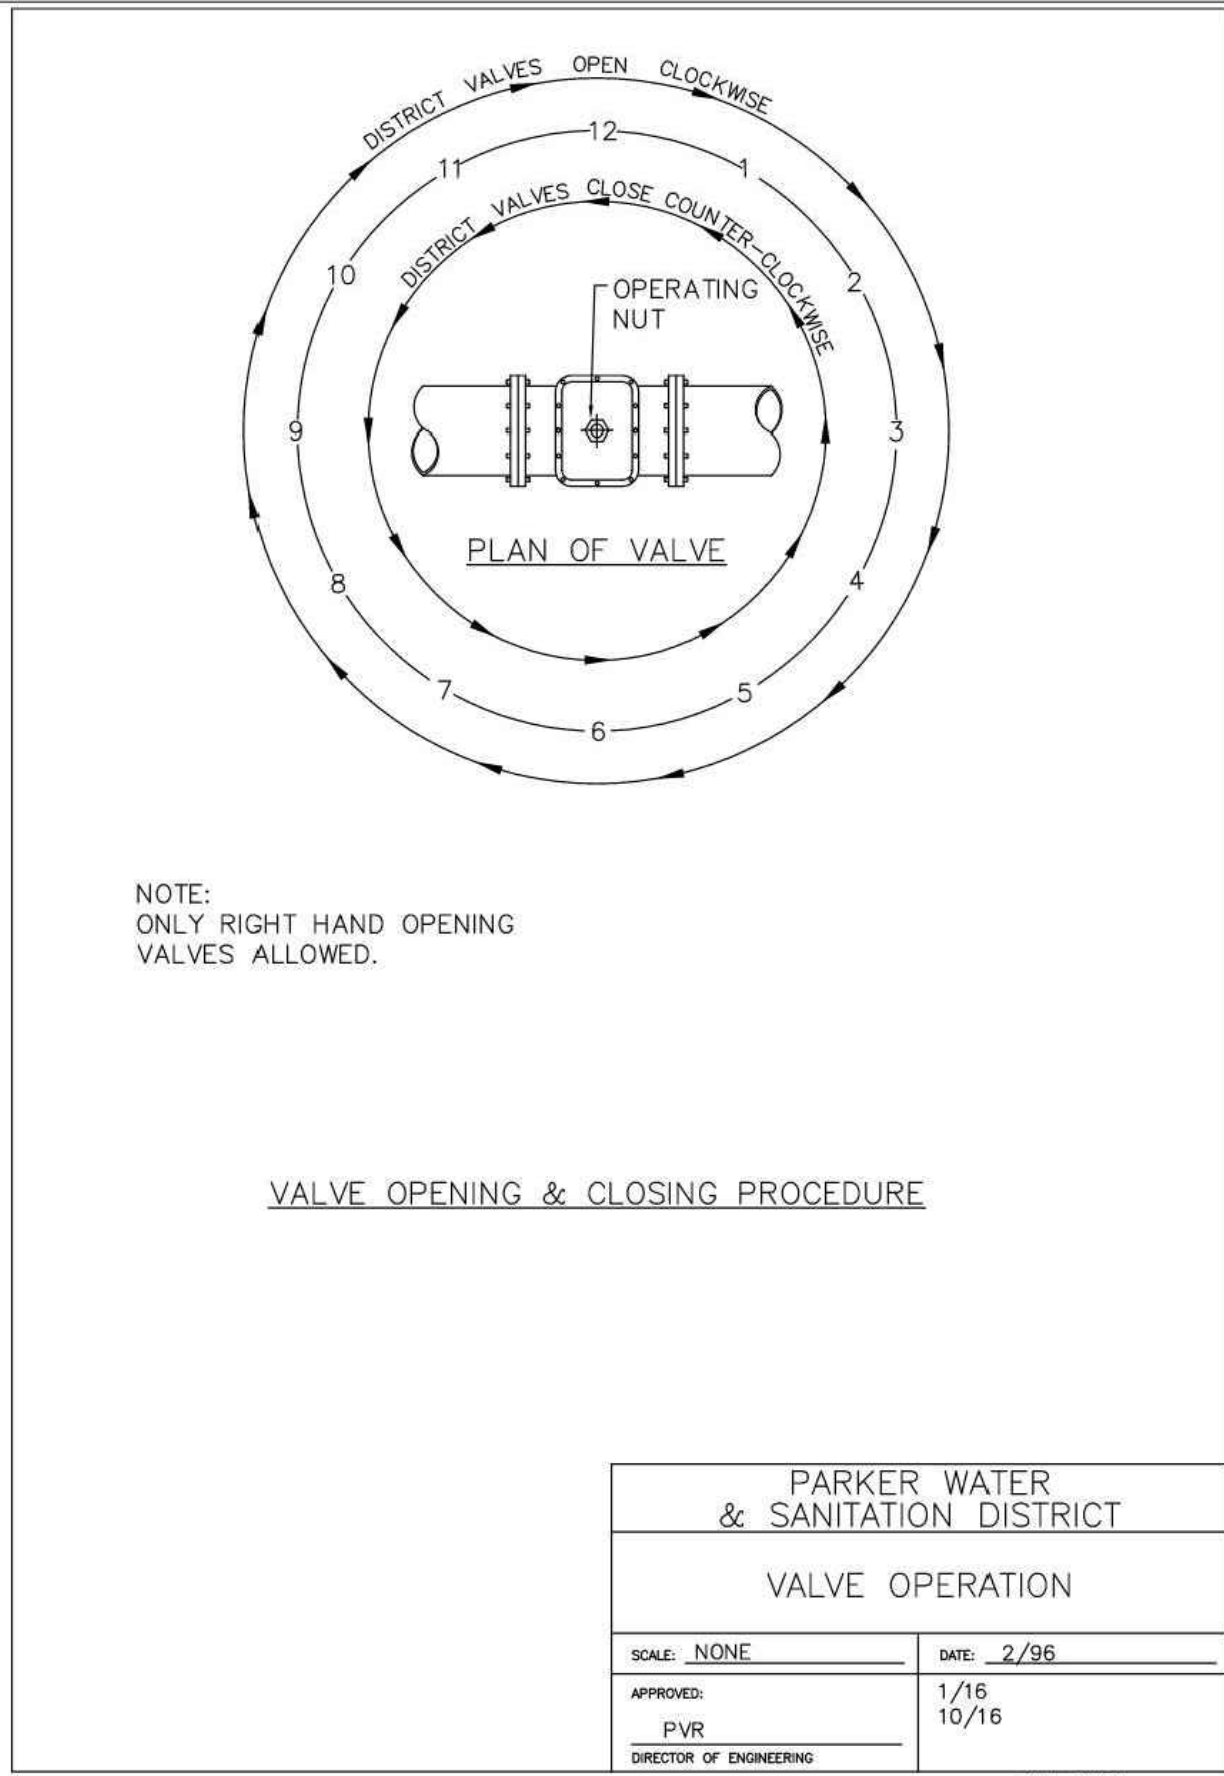 DISTRICT VALVES OPEN CLOCKWISE
12
11
1
DISTRICT VALVES CLOSE COUNTER-CLOCKWISE
10
2
OPERATING
NUT
9
3
PLAN OF VALVE
8
4
7
5
6
NOTE:
ONLY RIGHT HAND OPENING
VALVES ALLOWED.
VALVE OPENING & CLOSING PROCEDURE
PARKER WATER
& SANITATION DISTRICT
VALVE OPERATION
SCALE: NONE
DATE: 2/96
APPROVED:
PVR
DIRECTOR OF ENGINEERING
1/16
10/16